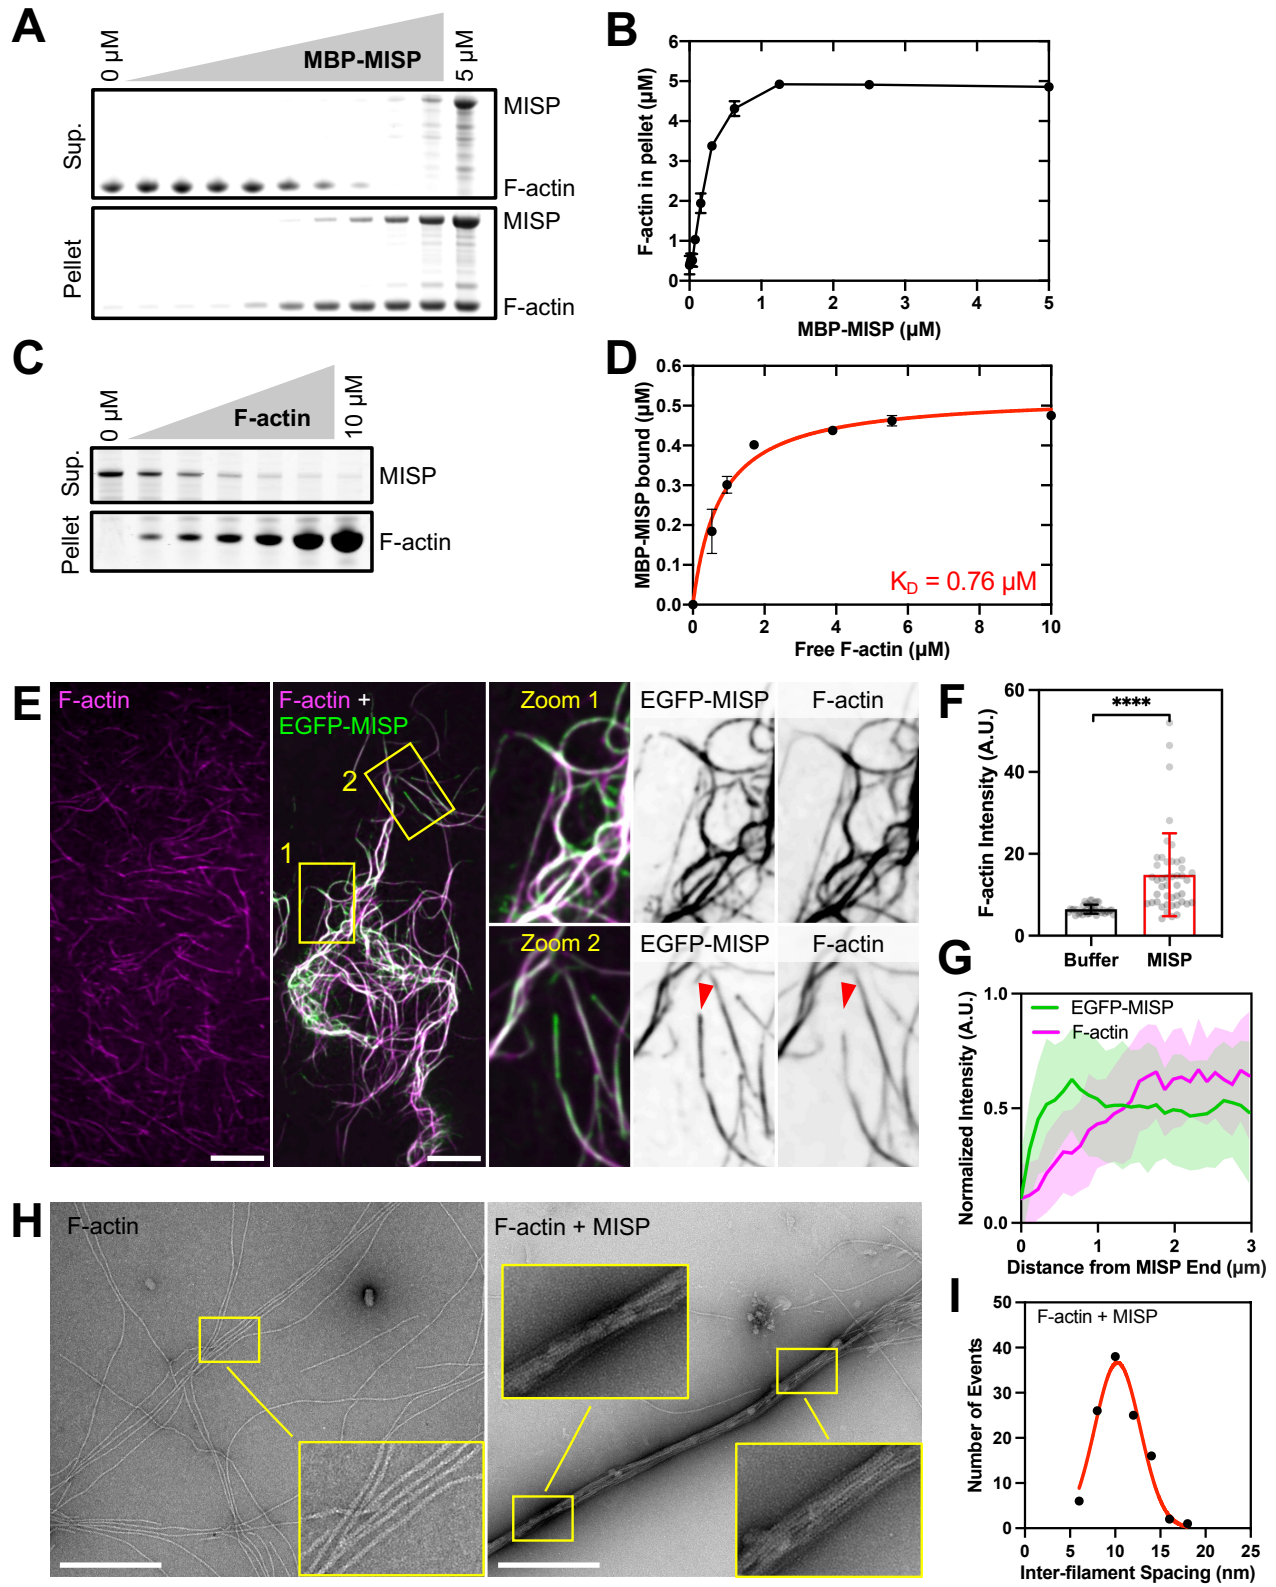 A
0 µM
MBP-MISP
5 µM
Sup.
MISP
F-actin
Pellet
MISP
F-actin
B
F-actin in pellet (µM)
6
5
4
3
2
1
0
0 1 2 3 4 5
MBP-MISP (µM)
C
0 µM
F-actin
10 µM
Sup.
MISP
Pellet
F-actin
D
MBP-MISP bound (µM)
0.6
0.5
0.4
0.3
0.2
0.1
0.0
K_D = 0.76 µM
0 2 4 6 8 10
Free F-actin (µM)
E
F-actin
F-actin +
EGFP-MISP
2
1
Zoom 1
EGFP-MISP
F-actin
Zoom 2
EGFP-MISP
F-actin
F
F-actin Intensity (A.U.)
60
40
20
0
****
Buffer MISP
G
Normalized Intensity (A.U.)
1.0
0.5
0.0
EGFP-MISP
F-actin
0 1 2 3
Distance from MISP End (µm)
H
F-actin
F-actin + MISP
I
Number of Events
50
40
30
20
10
0
F-actin + MISP
0 5 10 15 20 25
Inter-filament Spacing (nm)